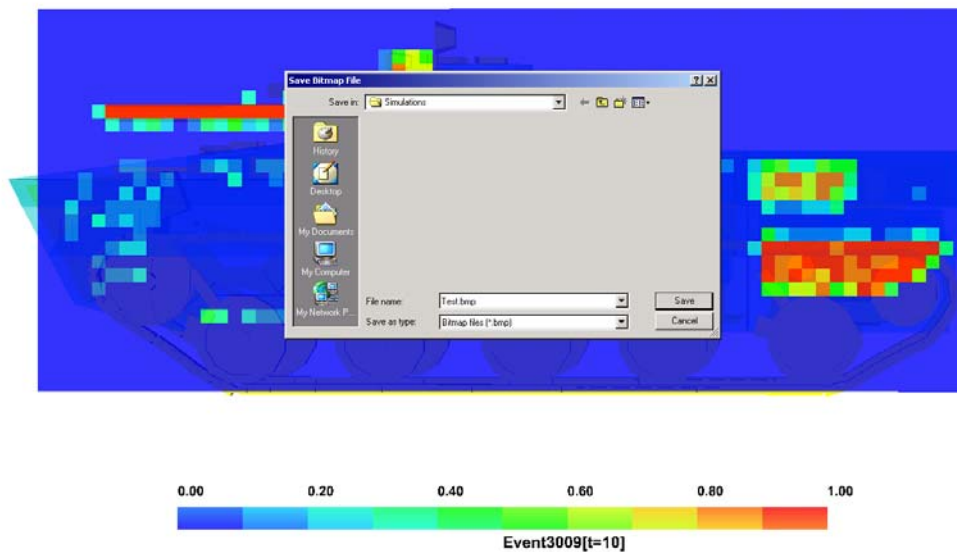 Save Bitmap File
Save in: Simulations
History
Desktop
My Documents
My Computer
My Network P...
File name: Test.bmp Save
Save as type: Bitmap files (*.bmp) Cancel
0.00 0.20 0.40 0.60 0.80 1.00
Event3009[t=10]